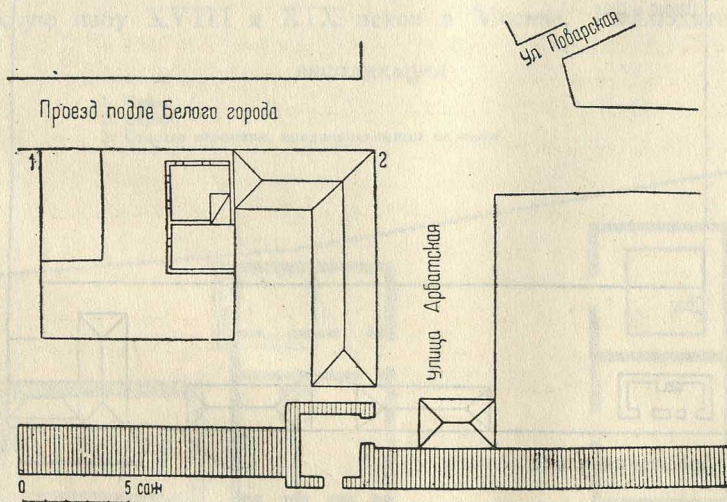 Ул Поварская
Проезд подле Белого города
1
2
Улица Арбатская
0 5 саж